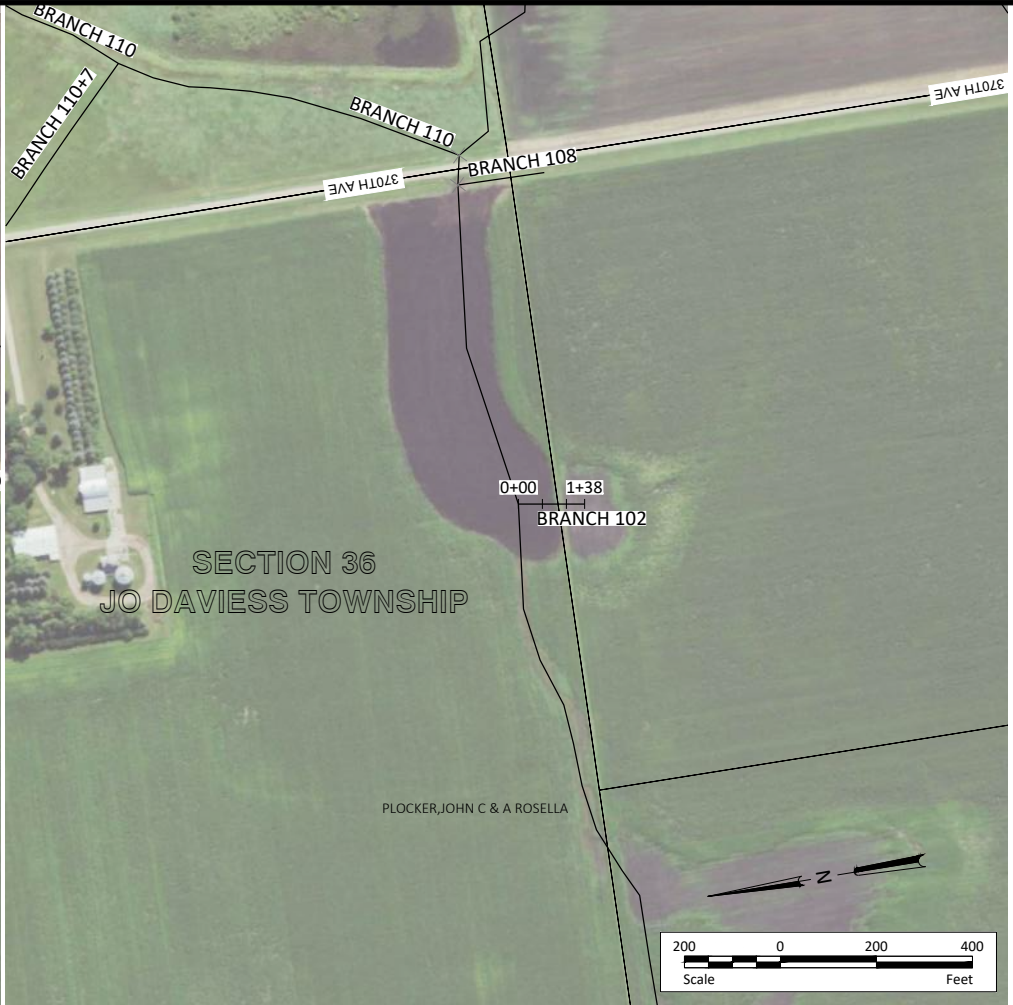 BRANCH 110
BRANCH 110+7
BRANCH 110
370TH AVE
BRANCH 108
370TH AVE
0+00 1+38
BRANCH 102
SECTION 36
JO DAVIESS TOWNSHIP
PLOCKER,JOHN C & A ROSELLA
N
200 0 200 400
Scale Feet